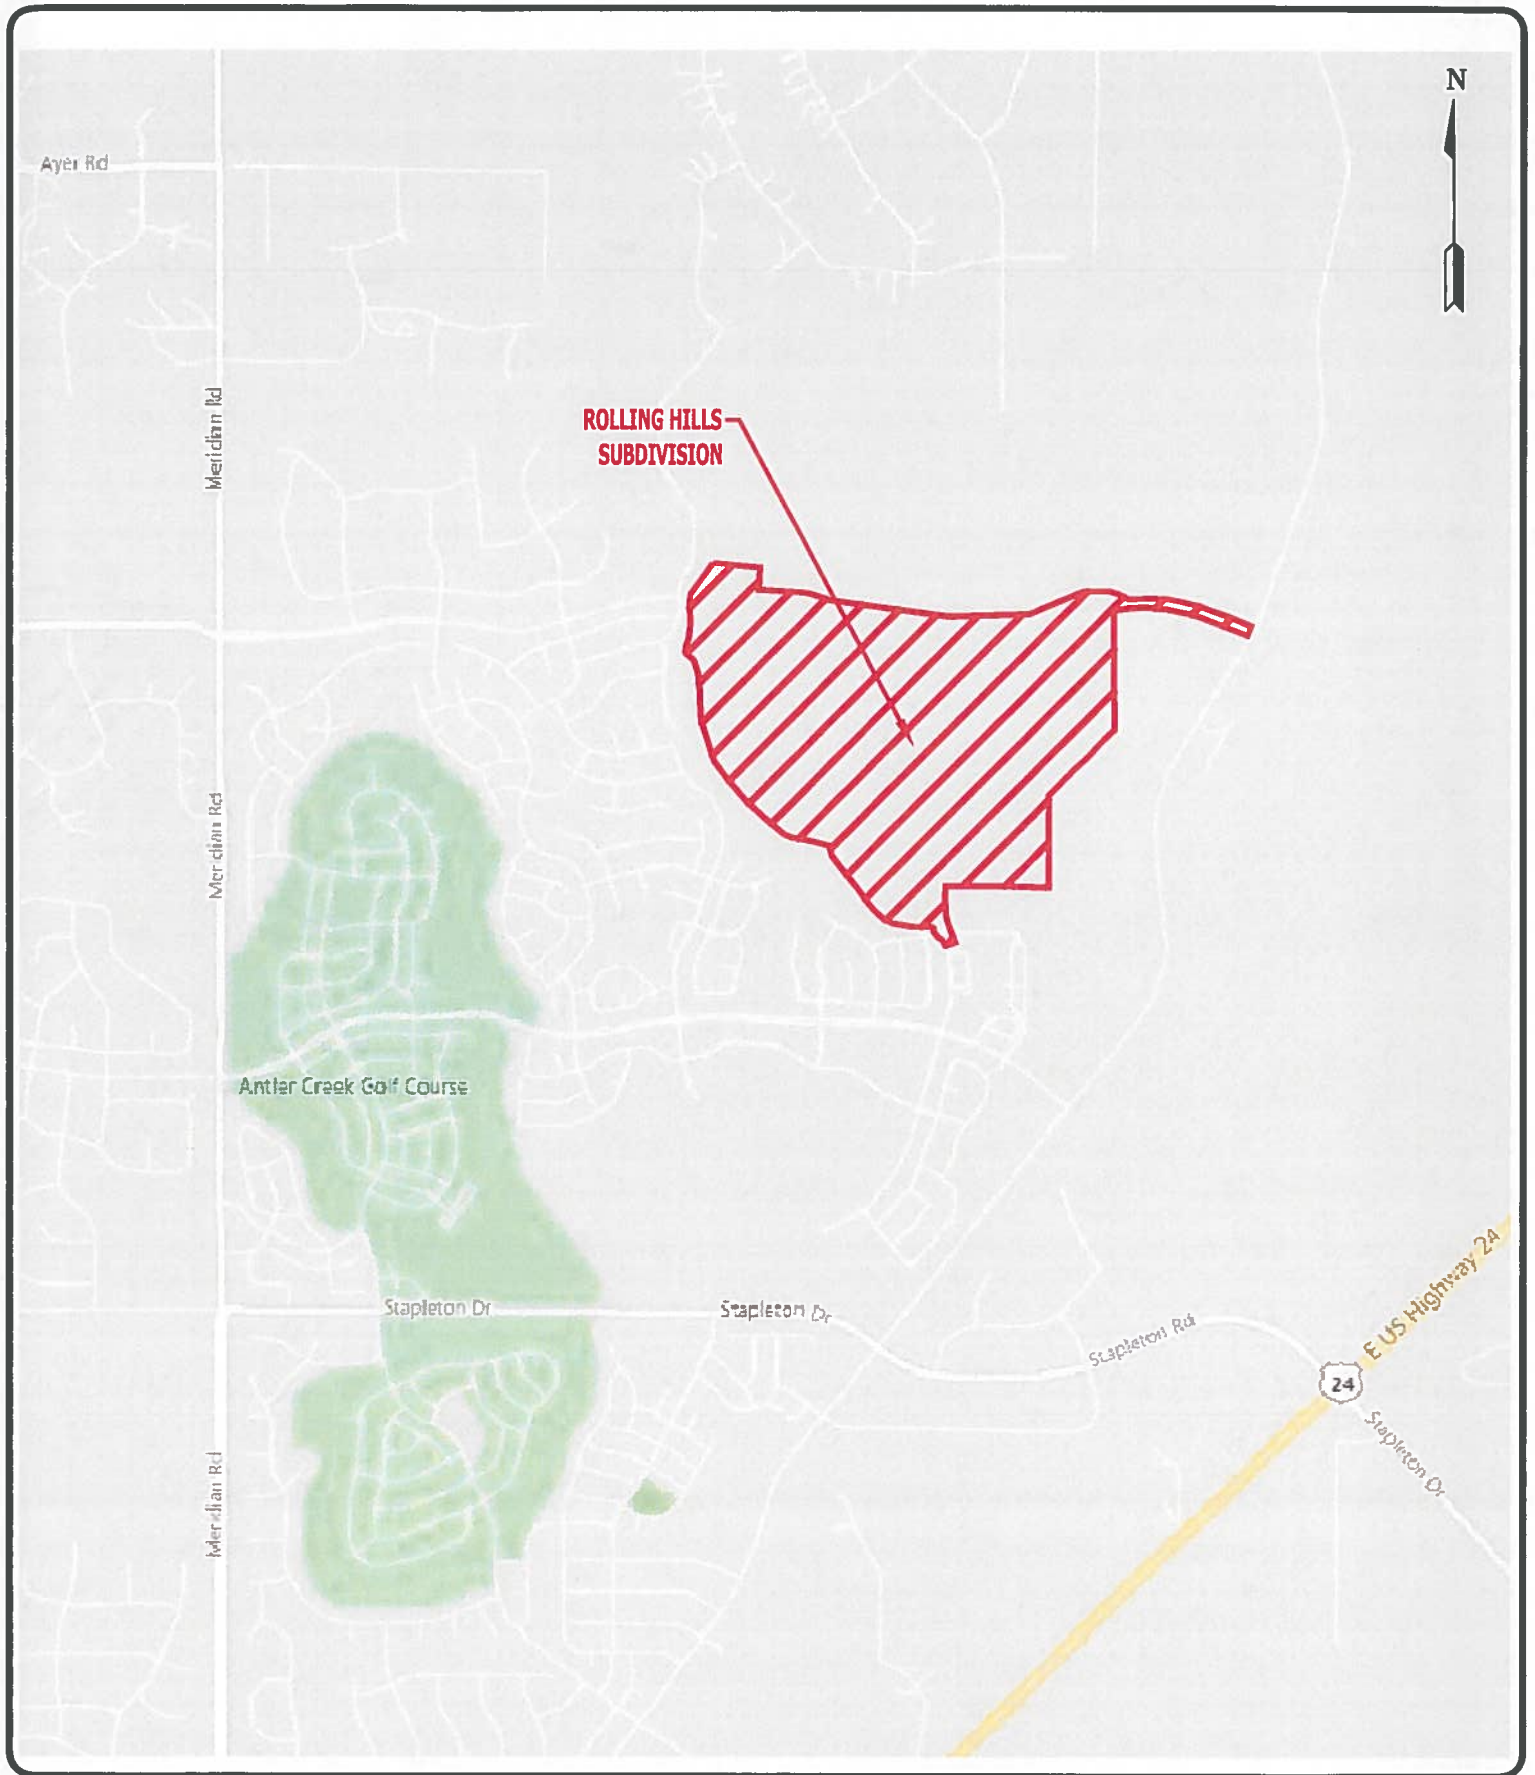 N
Ayer Rd
Meridian Rd
ROLLING HILLS
SUBDIVISION
Meridian Rd
Antler Creek Golf Course
E US Highway 24
Stapleton Dr
Stapleton Dr
Stapleton Rd
24
Stapleton Dr
Meridian Rd